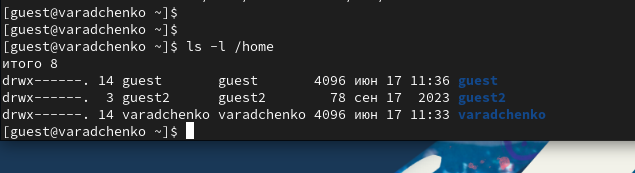 [guest@varadchenko ~]$
[guest@varadchenko ~]$
[guest@varadchenko ~]$ ls -l /home
итого 8
drwx------. 14 guest guest 4096 июн 17 11:36 guest
drwx------. 3 guest2 guest2 78 сен 17 2023 guest2
drwx------. 14 varadchenko varadchenko 4096 июн 17 11:33 varadchenko
[guest@varadchenko ~]$